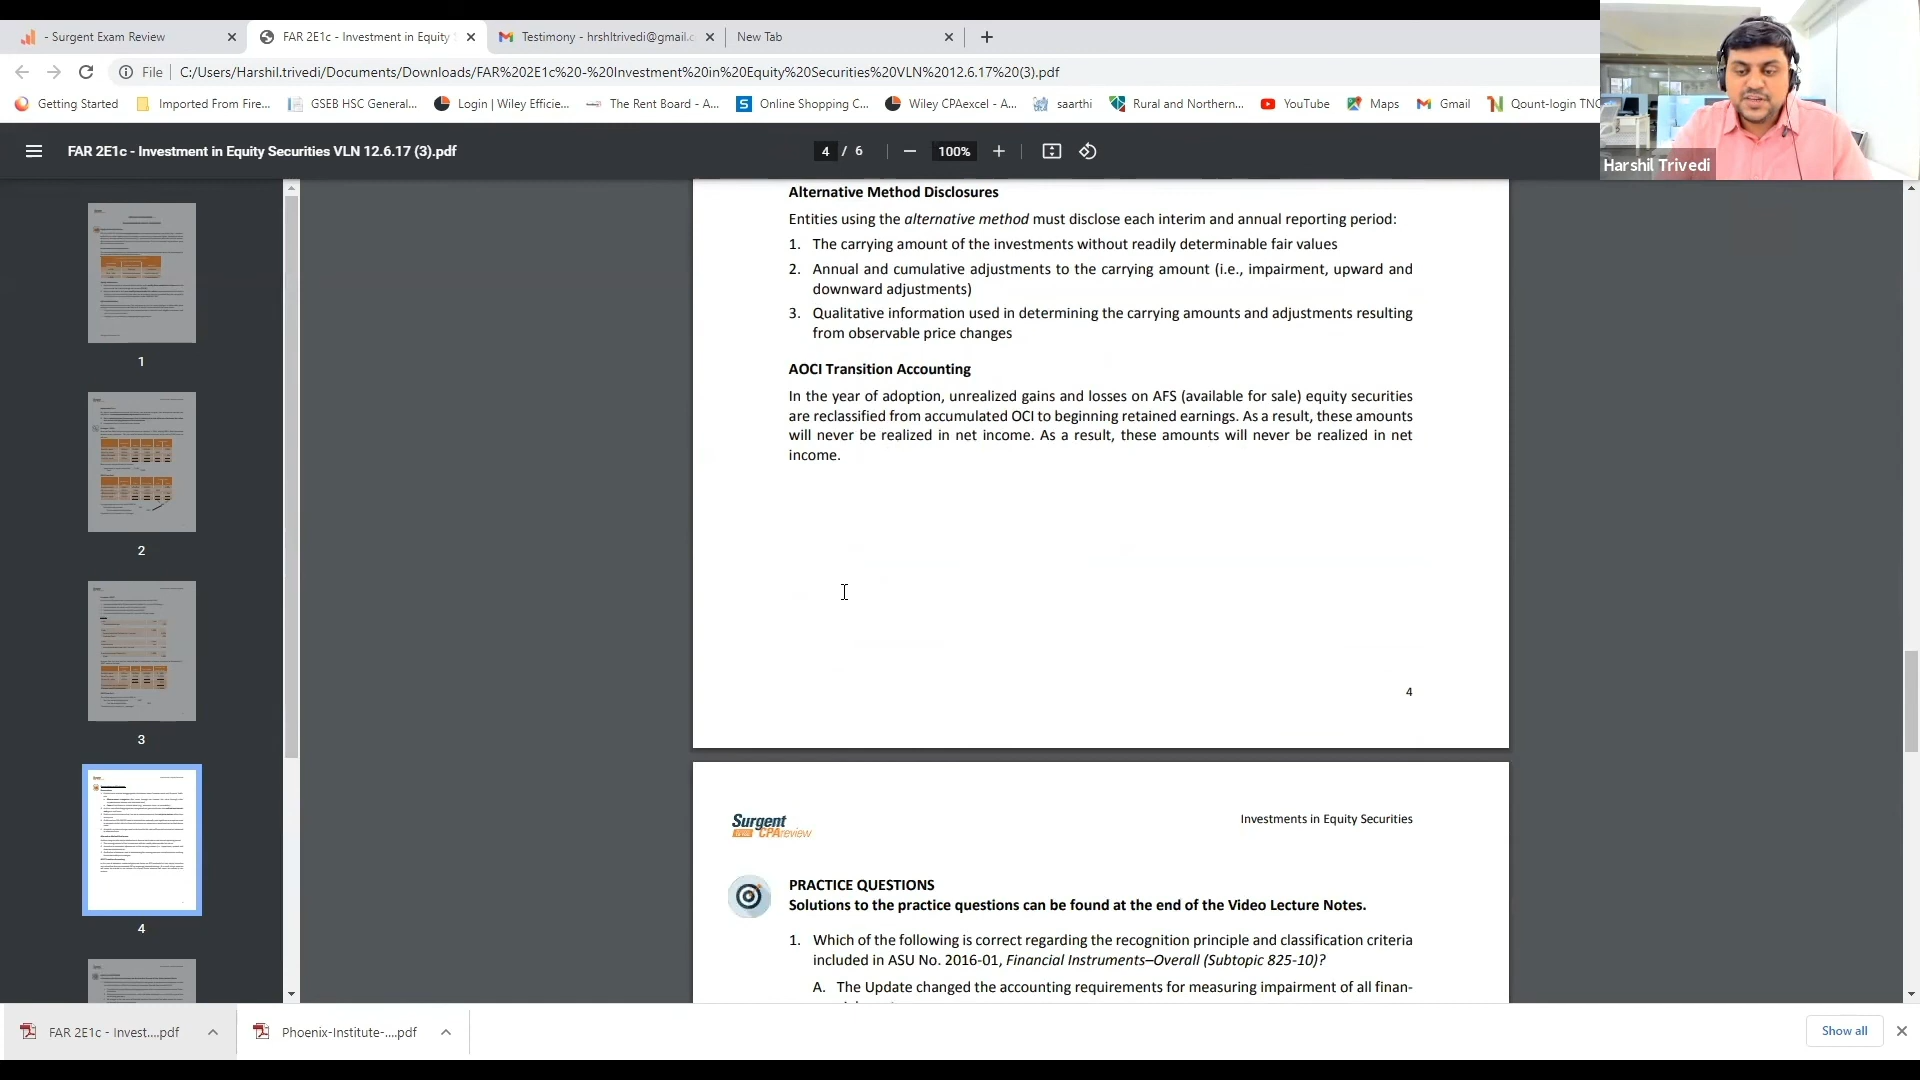 - Surgent Exam Review
FAR 2E1c - Investment in Equity S
Testimony - hrshltrivedi@gmail.c
New Tab
File
C:/Users/Harshil.trivedi/Documents/Downloads/FAR%202E1c%20-%20Investment%20in%20Equity%20Securities%20VLN%2012.6.17%20(3).pdf
Getting Started
Imported From Fire...
GSEB HSC General...
Login | Wiley Efficie...
The Rent Board - A...
Online Shopping C...
Wiley CPAexcel - A...
saarthi
Rural and Northern...
YouTube
Maps
Gmail
Qount-login TNC
Harshil Trivedi
FAR 2E1c - Investment in Equity Securities VLN 12.6.17 (3).pdf
4 / 6
100%
1
2
3
4
Alternative Method Disclosures
Entities using the alternative method must disclose each interim and annual reporting period:
1. The carrying amount of the investments without readily determinable fair values
2. Annual and cumulative adjustments to the carrying amount (i.e., impairment, upward and
downward adjustments)
3. Qualitative information used in determining the carrying amounts and adjustments resulting
from observable price changes
AOCI Transition Accounting
In the year of adoption, unrealized gains and losses on AFS (available for sale) equity securities
are reclassified from accumulated OCI to beginning retained earnings. As a result, these amounts
will never be realized in net income. As a result, these amounts will never be realized in net
income.
4
Surgent
CPAreview
Investments in Equity Securities
PRACTICE QUESTIONS
Solutions to the practice questions can be found at the end of the Video Lecture Notes.
1. Which of the following is correct regarding the recognition principle and classification criteria
included in ASU No. 2016-01, Financial Instruments–Overall (Subtopic 825-10)?
A. The Update changed the accounting requirements for measuring impairment of all finan-
FAR 2E1c - Invest....pdf
Phoenix-Institute-....pdf
Show all